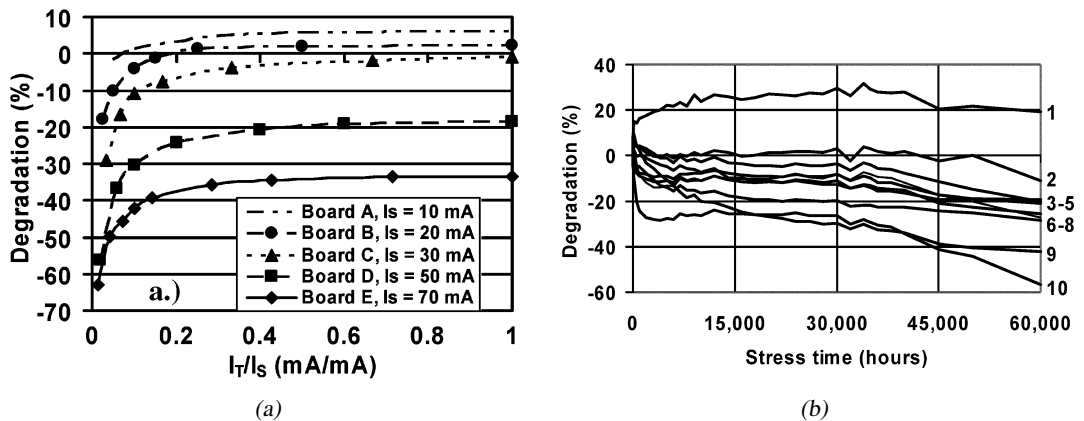 10
0
-10
-20
-30
-40
-50
-60
-70
Degradation (%)
a.)
Board A, Is = 10 mA
Board B, Is = 20 mA
Board C, Is = 30 mA
Board D, Is = 50 mA
Board E, Is = 70 mA
0 0.2 0.4 0.6 0.8 1
I_T/I_S (mA/mA)
(a)
40
20
0
-20
-40
-60
Degradation (%)
1
2
3-5
6-8
9
10
0 15,000 30,000 45,000 60,000
Stress time (hours)
(b)